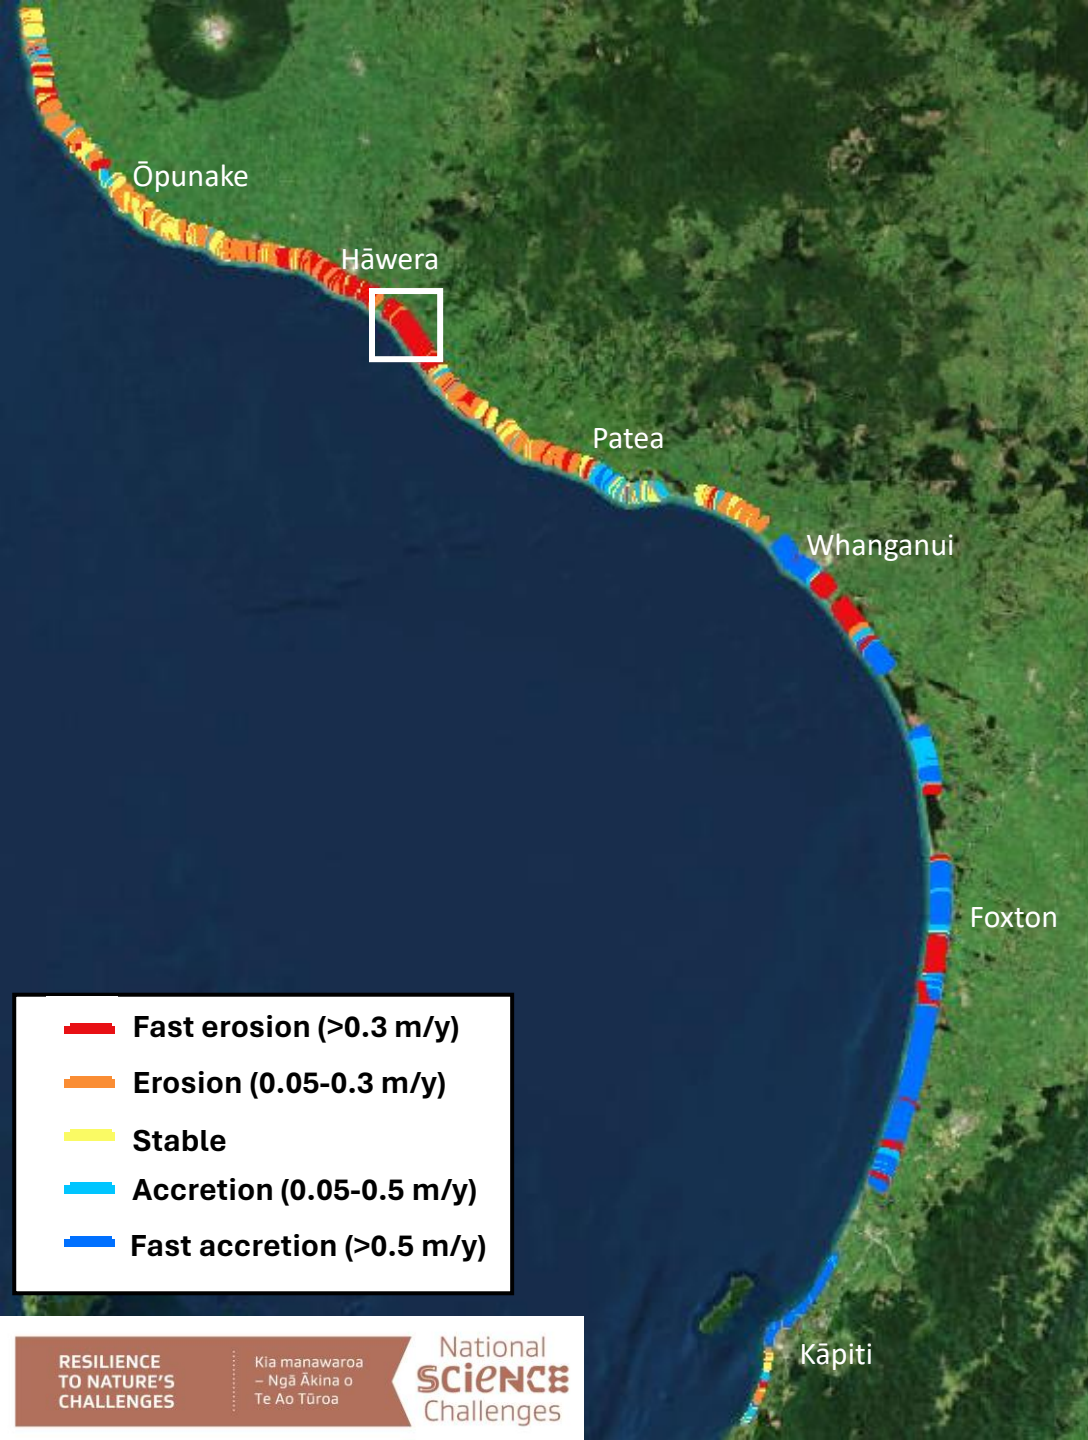 Ōpunake
Hāwera
Patea
Whanganui
Foxton
Fast erosion (>0.3 m/y)
Erosion (0.05-0.3 m/y)
Stable
Accretion (0.05-0.5 m/y)
Fast accretion (>0.5 m/y)
Kāpiti
RESILIENCE
TO NATURE'S
CHALLENGES
Kia manawaroa
– Ngā Ākina o
Te Ao Tūroa
National
SCIENCE
Challenges